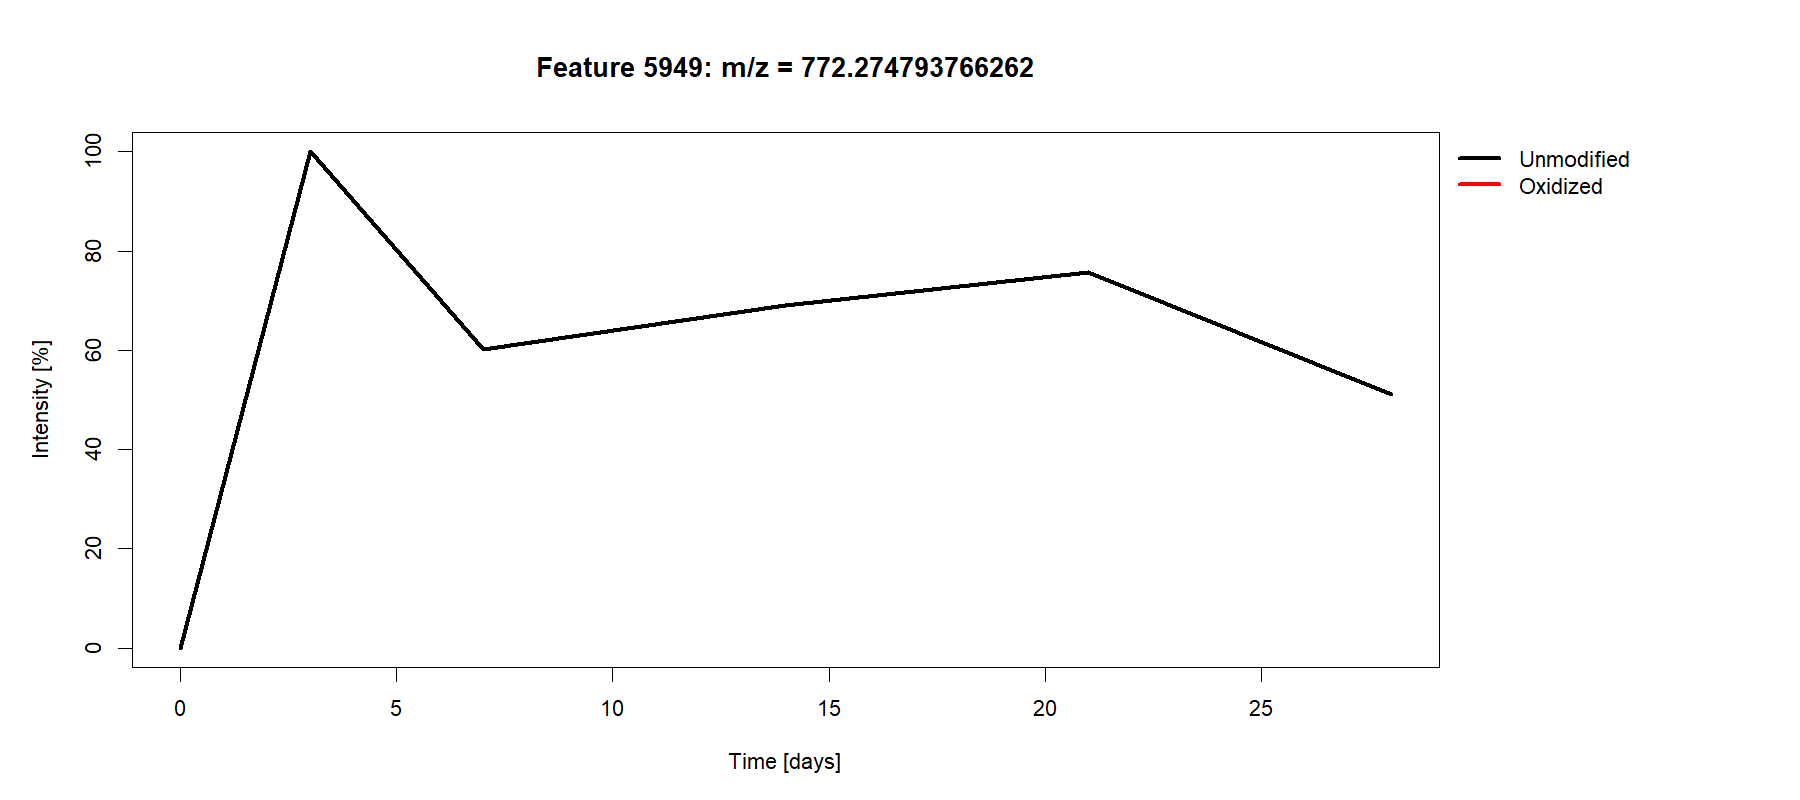 Feature 5949: m/z = 772.274793766262
Unmodified
Oxidized
Intensity [%]
100
80
60
40
20
0
0 5 10 15 20 25
Time [days]